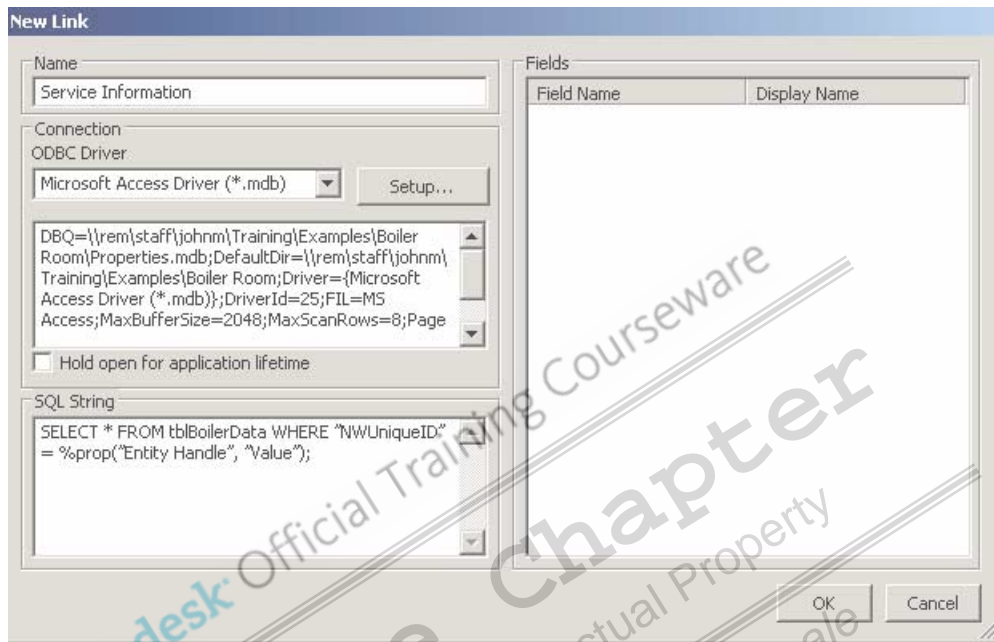 New Link
Name
Service Information
Connection
ODBC Driver
Microsoft Access Driver (*.mdb)
Setup...
DBQ=\\rem\staff\johnm\Training\Examples\Boiler
Room\Properties.mdb;DefaultDir=\\rem\staff\johnm\
Training\Examples\Boiler Room;Driver={Microsoft
Access Driver (*.mdb)};DriverId=25;FIL=MS
Access;MaxBufferSize=2048;MaxScanRows=8;Page
Hold open for application lifetime
SQL String
SELECT * FROM tblBoilerData WHERE "NWUniqueID"
= %prop("Entity Handle", "Value");
Fields
Field Name
Display Name
OK
Cancel
desk Official Training Courseware
Chapter
ctual Property